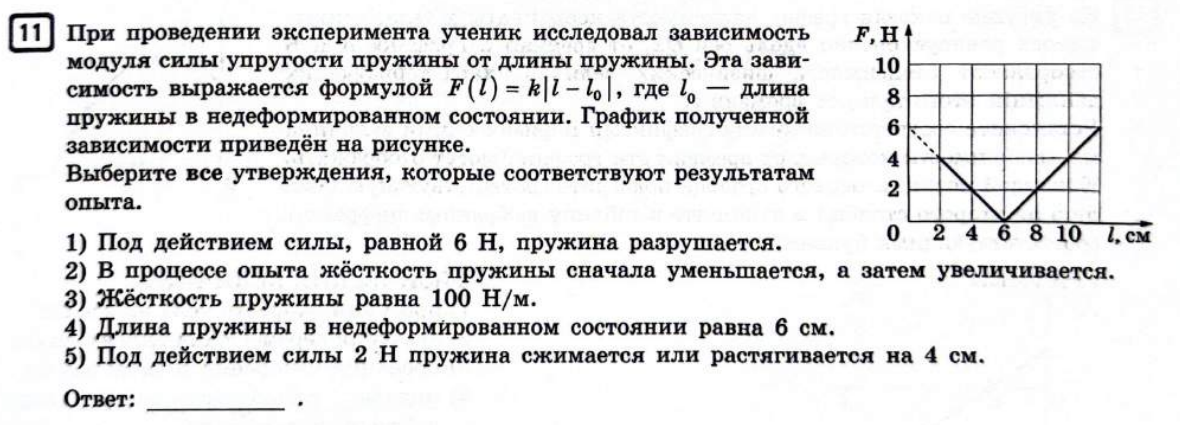 11 При проведении эксперимента ученик исследовал зависимость
модуля силы упругости пружины от длины пружины. Эта зави-
симость выражается формулой F(l) = k|l – l₀|, где l₀ — длина
пружины в недеформированном состоянии. График полученной
зависимости приведён на рисунке.
Выберите все утверждения, которые соответствуют результатам
опыта.
F, Н
10
8
6
4
2
0 2 4 6 8 10 l, см
1) Под действием силы, равной 6 Н, пружина разрушается.
2) В процессе опыта жёсткость пружины сначала уменьшается, а затем увеличивается.
3) Жёсткость пружины равна 100 Н/м.
4) Длина пружины в недеформированном состоянии равна 6 см.
5) Под действием силы 2 Н пружина сжимается или растягивается на 4 см.
Ответ: ____________ .